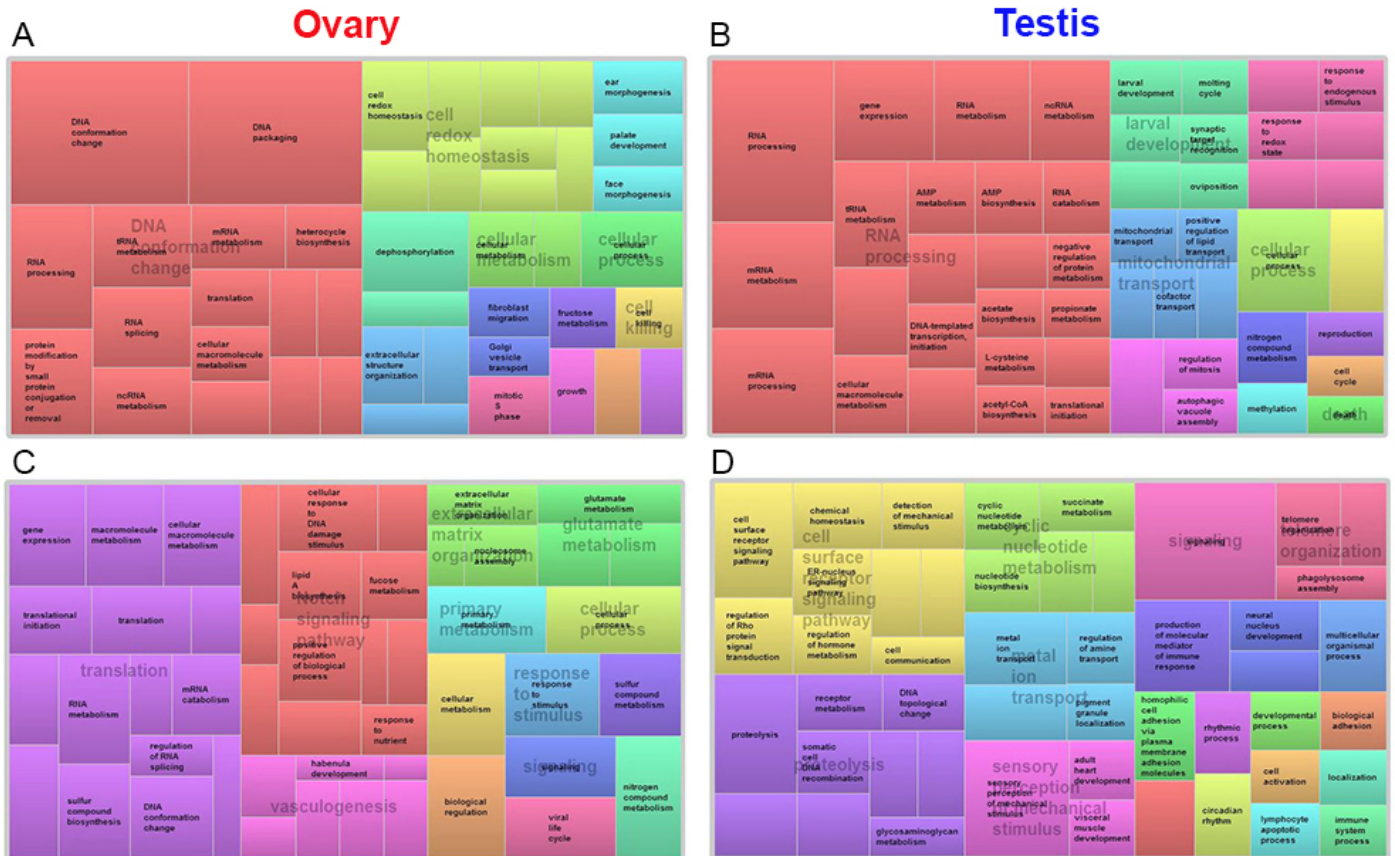 Ovary
Testis
A
DNA
conformation
change
DNA
packaging
cell
redox
homeostasis
cell
redox
homeostasis
ear
morphogenesis
palate development
face morphogenesis
RNA
processing
tRNA
metabolism
DNA
conformation
change
mRNA
metabolism
heterocycle
biosynthesis
translation
RNA
splicing
cellular
macromolecule
metabolism
protein
modification
by
small
protein
conjugation
or
removal
ncRNA
metabolism
dephosphorylation
cellular
metabolism
cellular
metabolism
cellular
process
cellular
process
fibroblast
migration
fructose
metabolism
cell
killing
cell
killing
Golgi
vesicle
transport
extracellular
structure
organization
mitotic
S
phase
growth
B
RNA
processing
gene
expression
RNA
metabolism
ncRNA
metabolism
larval
development
molting
cycle
larval
development
synaptic
target
recognition
oviposition
response
to
endogenous
stimulus
response
to
redox
state
tRNA
metabolism
RNA
processing
AMP
metabolism
AMP
biosynthesis
RNA
catabolism
negative
regulation
of protein
metabolism
mRNA
metabolism
acetate
biosynthesis
propionate
metabolism
DNA-templated
transcription,
initiation
L-cysteine
metabolism
mRNA
processing
cellular
macromolecule
metabolism
acetyl-CoA
biosynthesis
translational
initiation
mitochondrial
transport
positive
regulation
of lipid
transport
mitochondrial
transport
cofactor
transport
cellular
process
cellular
process
regulation
of mitosis
autophagic
vacuole
assembly
nitrogen
compound
metabolism
reproduction
cell
cycle
methylation
death
death
C
gene
expression
macromolecule
metabolism
cellular
macromolecule
metabolism
translational
initiation
translation
translation
RNA
metabolism
mRNA
catabolism
regulation
of RNA
splicing
sulfur
compound
biosynthesis
DNA
conformation
change
cellular
response
to
DNA
damage
stimulus
lipid
A
biosynthesis
fucose
metabolism
Notch
signaling
pathway
positive
regulation
of biological
process
response
to
nutrient
habenula
development
vasculogenesis
extracellular
matrix
organization
extracellular
matrix
organization
nucleosome
assembly
glutamate
metabolism
glutamate
metabolism
primary
metabolism
primary
metabolism
cellular
process
cellular
process
cellular
metabolism
response
to
stimulus
response
to
stimulus
sulfur
compound
metabolism
signaling
signaling
biological
regulation
viral
life
cycle
nitrogen
compound
metabolism
D
cell
surface
receptor
signaling
pathway
chemical
homeostasis
detection
of mechanical
stimulus
cell
surface
receptor
signaling
pathway
ER-nucleus
signaling
pathway
regulation
of Rho
protein
signal
transduction
regulation
of hormone
metabolism
cell
communication
cyclic
nucleotide
metabolism
succinate
metabolism
cyclic
nucleotide
metabolism
nucleotide
biosynthesis
signaling
signaling
telomere
organization
telomere
organization
phagolysosome
assembly
metal
ion
transport
metal
ion
transport
regulation
of amine
transport
pigment
granule
localization
production
of molecular
mediator
of immune
response
neural
nucleus
development
multicellular
organismal
process
proteolysis
receptor
metabolism
DNA
topological
change
somatic
cell
DNA
recombination
proteolysis
glycosaminoglycan
metabolism
sensory
perception
of mechanical
stimulus
sensory
perception
of mechanical
stimulus
adult
heart
development
visceral
muscle
development
homophilic
cell
adhesion
via
plasma
membrane
adhesion
molecules
rhythmic
process
developmental
process
biological
adhesion
cell
activation
localization
circadian
rhythm
lymphocyte
apoptotic
process
immune
system
process